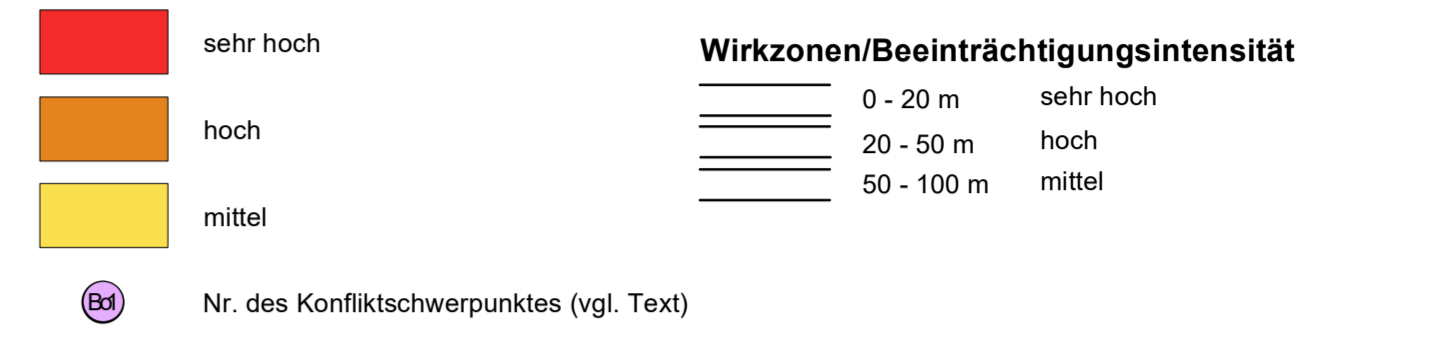 sehr hoch
hoch
mittel
Bo1 Nr. des Konfliktschwerpunktes (vgl. Text)
Wirkzonen/Beeinträchtigungsintensität
0 - 20 m sehr hoch
20 - 50 m hoch
50 - 100 m mittel